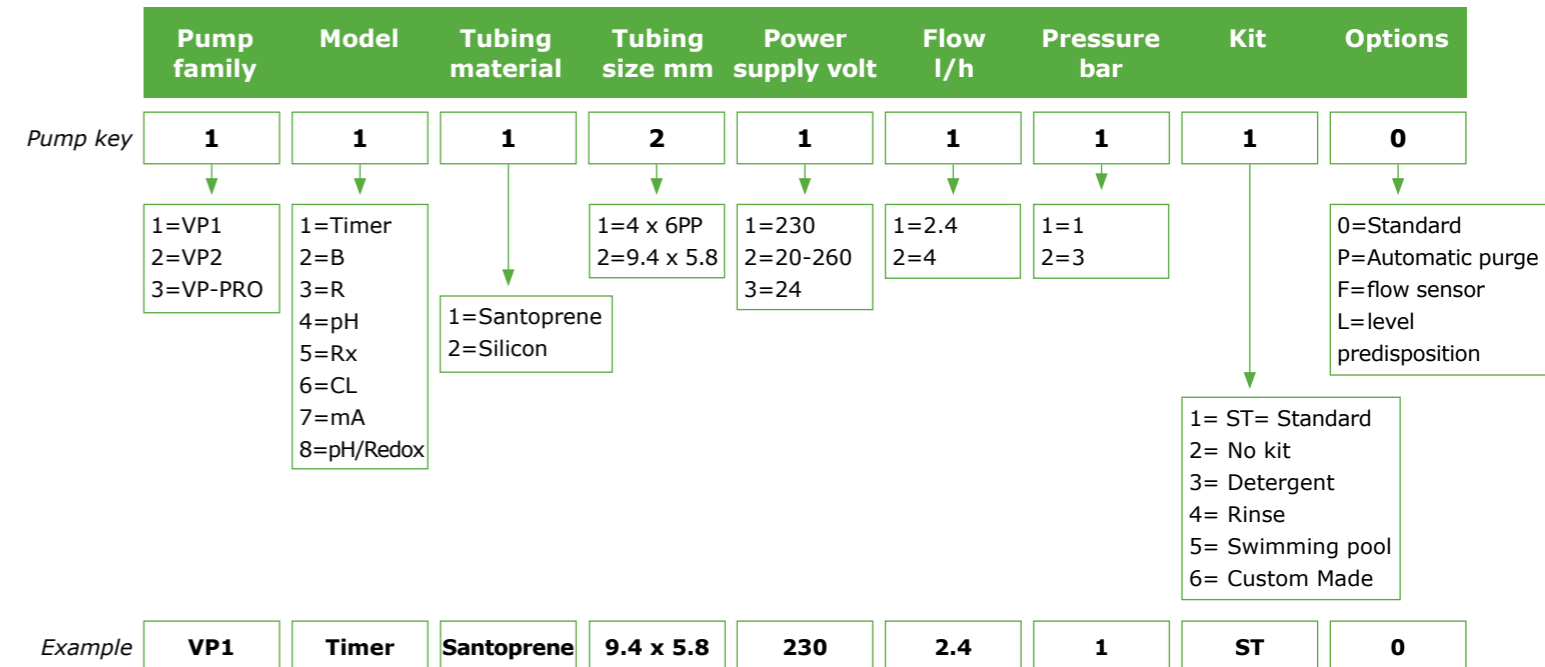 Pump family Model Tubing material Tubing size mm Power supply volt Flow l/h Pressure bar Kit Options
Pump key 1 1 1 2 1 1 1 1 0
1=VP1
2=VP2
3=VP-PRO
1=Timer
2=B
3=R
4=pH
5=Rx
6=CL
7=mA
8=pH/Redox
1=Santoprene
2=Silicon
1=4 x 6PP
2=9.4 x 5.8
1=230
2=20-260
3=24
1=2.4
2=4
1=1
2=3
1= ST= Standard
2= No kit
3= Detergent
4= Rinse
5= Swimming pool
6= Custom Made
0=Standard
P=Automatic purge
F=flow sensor
L=level
predisposition
Example VP1 Timer Santoprene 9.4 x 5.8 230 2.4 1 ST 0